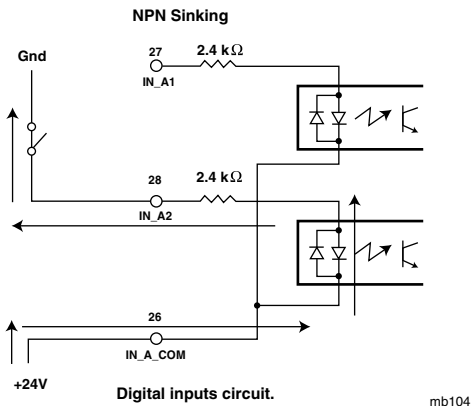 NPN Sinking
Gnd
27
2.4 kΩ
IN_A1
28
2.4 kΩ
IN_A2
26
IN_A_COM
+24V
Digital inputs circuit.
mb104